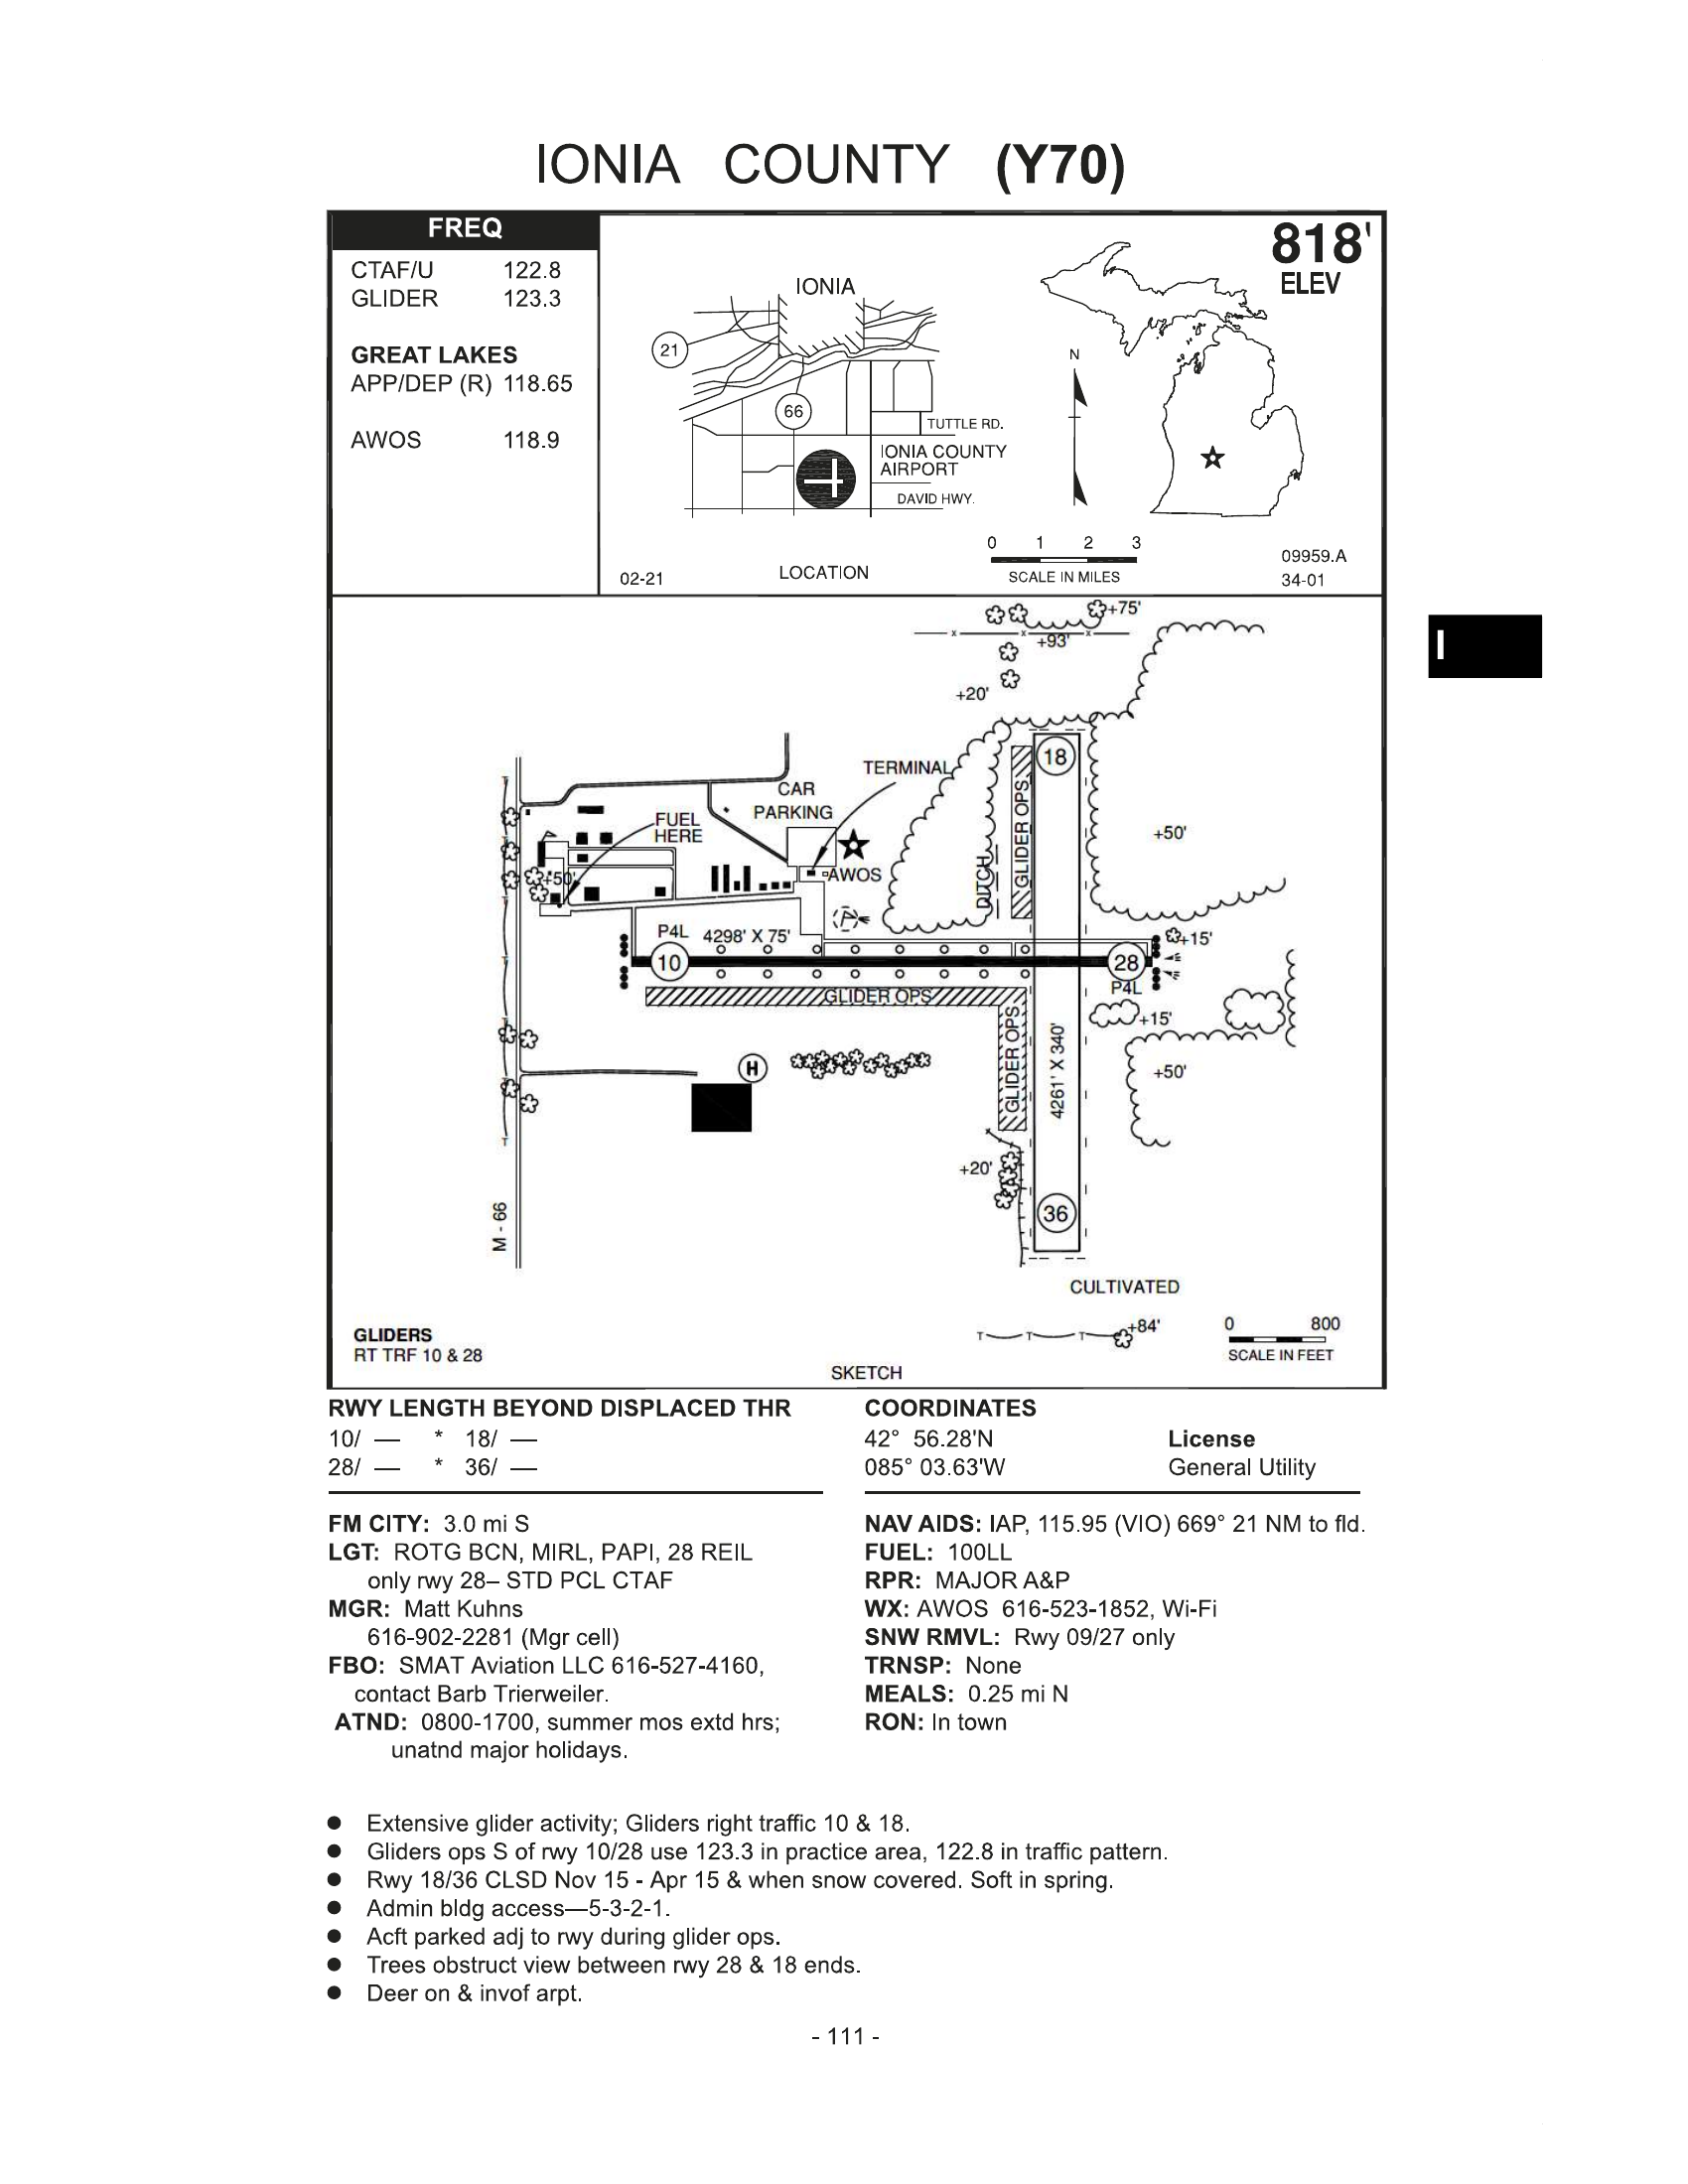 IONIA COUNTY (Y70)
FREQ
CTAF/U 122.8
GLIDER 123.3
GREAT LAKES
APP/DEP (R) 118.65
AWOS 118.9
818'
ELEV
IONIA
21
66
N
TUTTLE RD.
IONIA COUNTY
AIRPORT
DAVID HWY.
0 1 2 3
SCALE IN MILES
02-21
LOCATION
09959.A
34-01
+75'
x x x
+93'
+20'
I
18
TERMINAL
CAR
PARKING
FUEL
HERE
GLIDER OPS
+50'
DITCH
+50'
AWOS
P4L 4298' X 75'
+15'
10
28
P4L
GLIDER OPS
+15'
GLIDER OPS
4261' X 340'
H
+50'
+20'
M - 66
36
CULTIVATED
T T T +84'
0 800
SCALE IN FEET
GLIDERS
RT TRF 10 & 28
SKETCH
RWY LENGTH BEYOND DISPLACED THR
10/ — * 18/ —
28/ — * 36/ —
COORDINATES
42° 56.28'N
085° 03.63'W
License
General Utility
FM CITY: 3.0 mi S
LGT: ROTG BCN, MIRL, PAPI, 28 REIL
only rwy 28– STD PCL CTAF
MGR: Matt Kuhns
616-902-2281 (Mgr cell)
FBO: SMAT Aviation LLC 616-527-4160,
contact Barb Trierweiler.
ATND: 0800-1700, summer mos extd hrs;
unatnd major holidays.
NAV AIDS: IAP, 115.95 (VIO) 669° 21 NM to fld.
FUEL: 100LL
RPR: MAJOR A&P
WX: AWOS 616-523-1852, Wi-Fi
SNW RMVL: Rwy 09/27 only
TRNSP: None
MEALS: 0.25 mi N
RON: In town
● Extensive glider activity; Gliders right traffic 10 & 18.
● Gliders ops S of rwy 10/28 use 123.3 in practice area, 122.8 in traffic pattern.
● Rwy 18/36 CLSD Nov 15 - Apr 15 & when snow covered. Soft in spring.
● Admin bldg access—5-3-2-1.
● Acft parked adj to rwy during glider ops.
● Trees obstruct view between rwy 28 & 18 ends.
● Deer on & invof arpt.
- 111 -